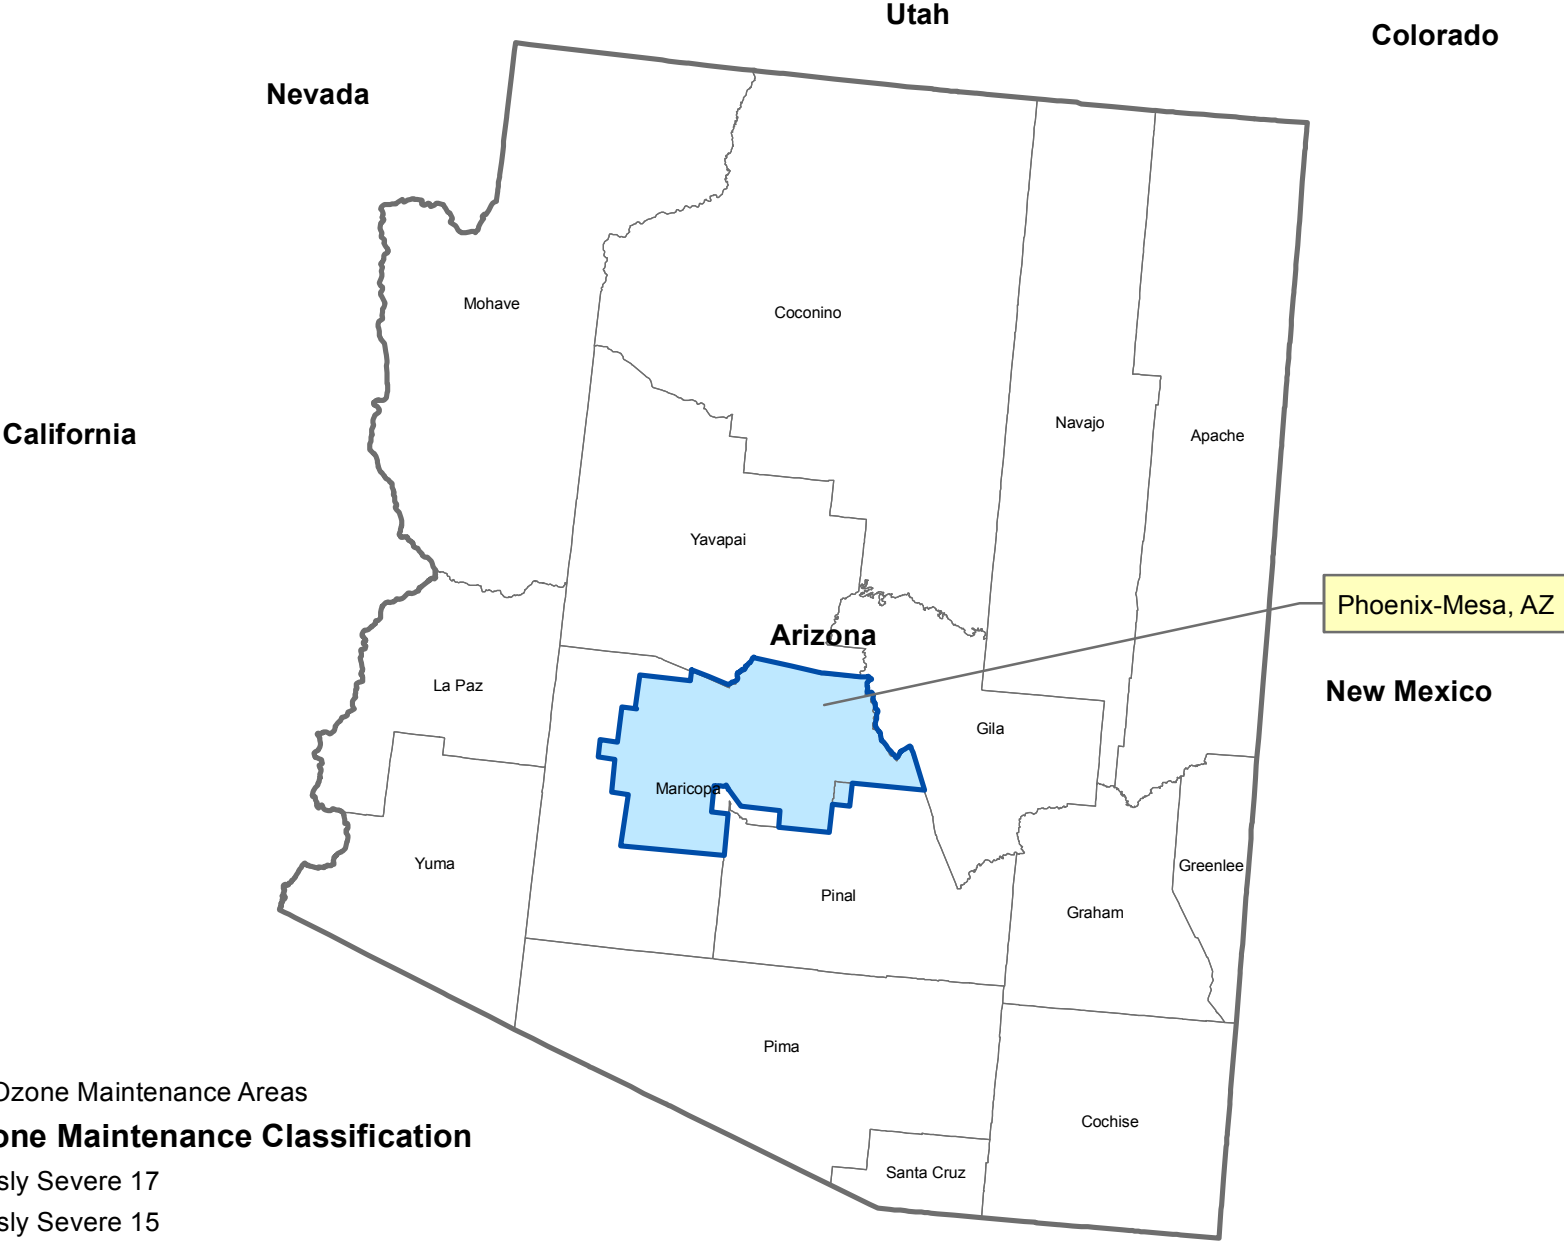 Utah
Colorado
Nevada
Mohave
Coconino
Navajo
California
Apache
Yavapai
Phoenix-Mesa, AZ
Arizona
La Paz
New Mexico
Gila
Maricopa
Yuma
Greenlee
Pinal
Graham
Pima
Ozone Maintenance Areas
Cochise
one Maintenance Classification
Santa Cruz
sly Severe 17
sly Severe 15